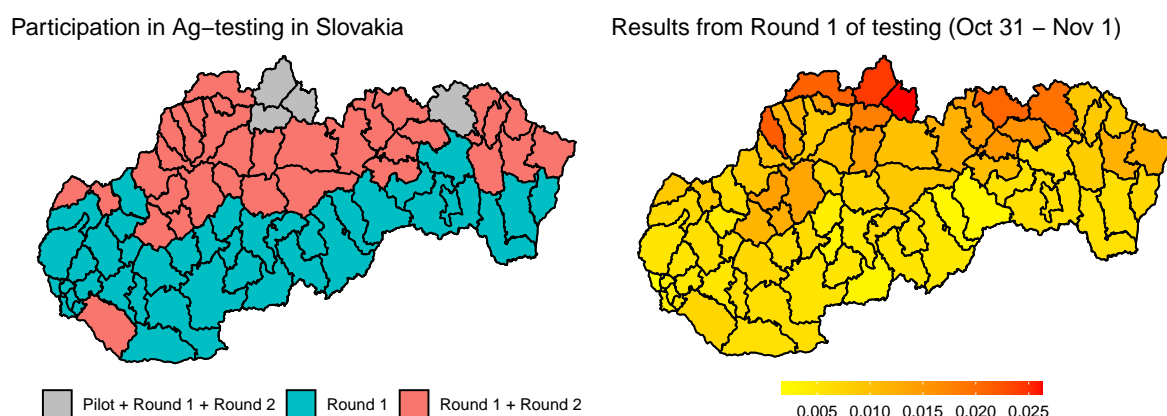 Participation in Ag−testing in Slovakia
Results from Round 1 of testing (Oct 31 − Nov 1)
Pilot + Round 1 + Round 2 Round 1 Round 1 + Round 2
0.005 0.010 0.015 0.020 0.025